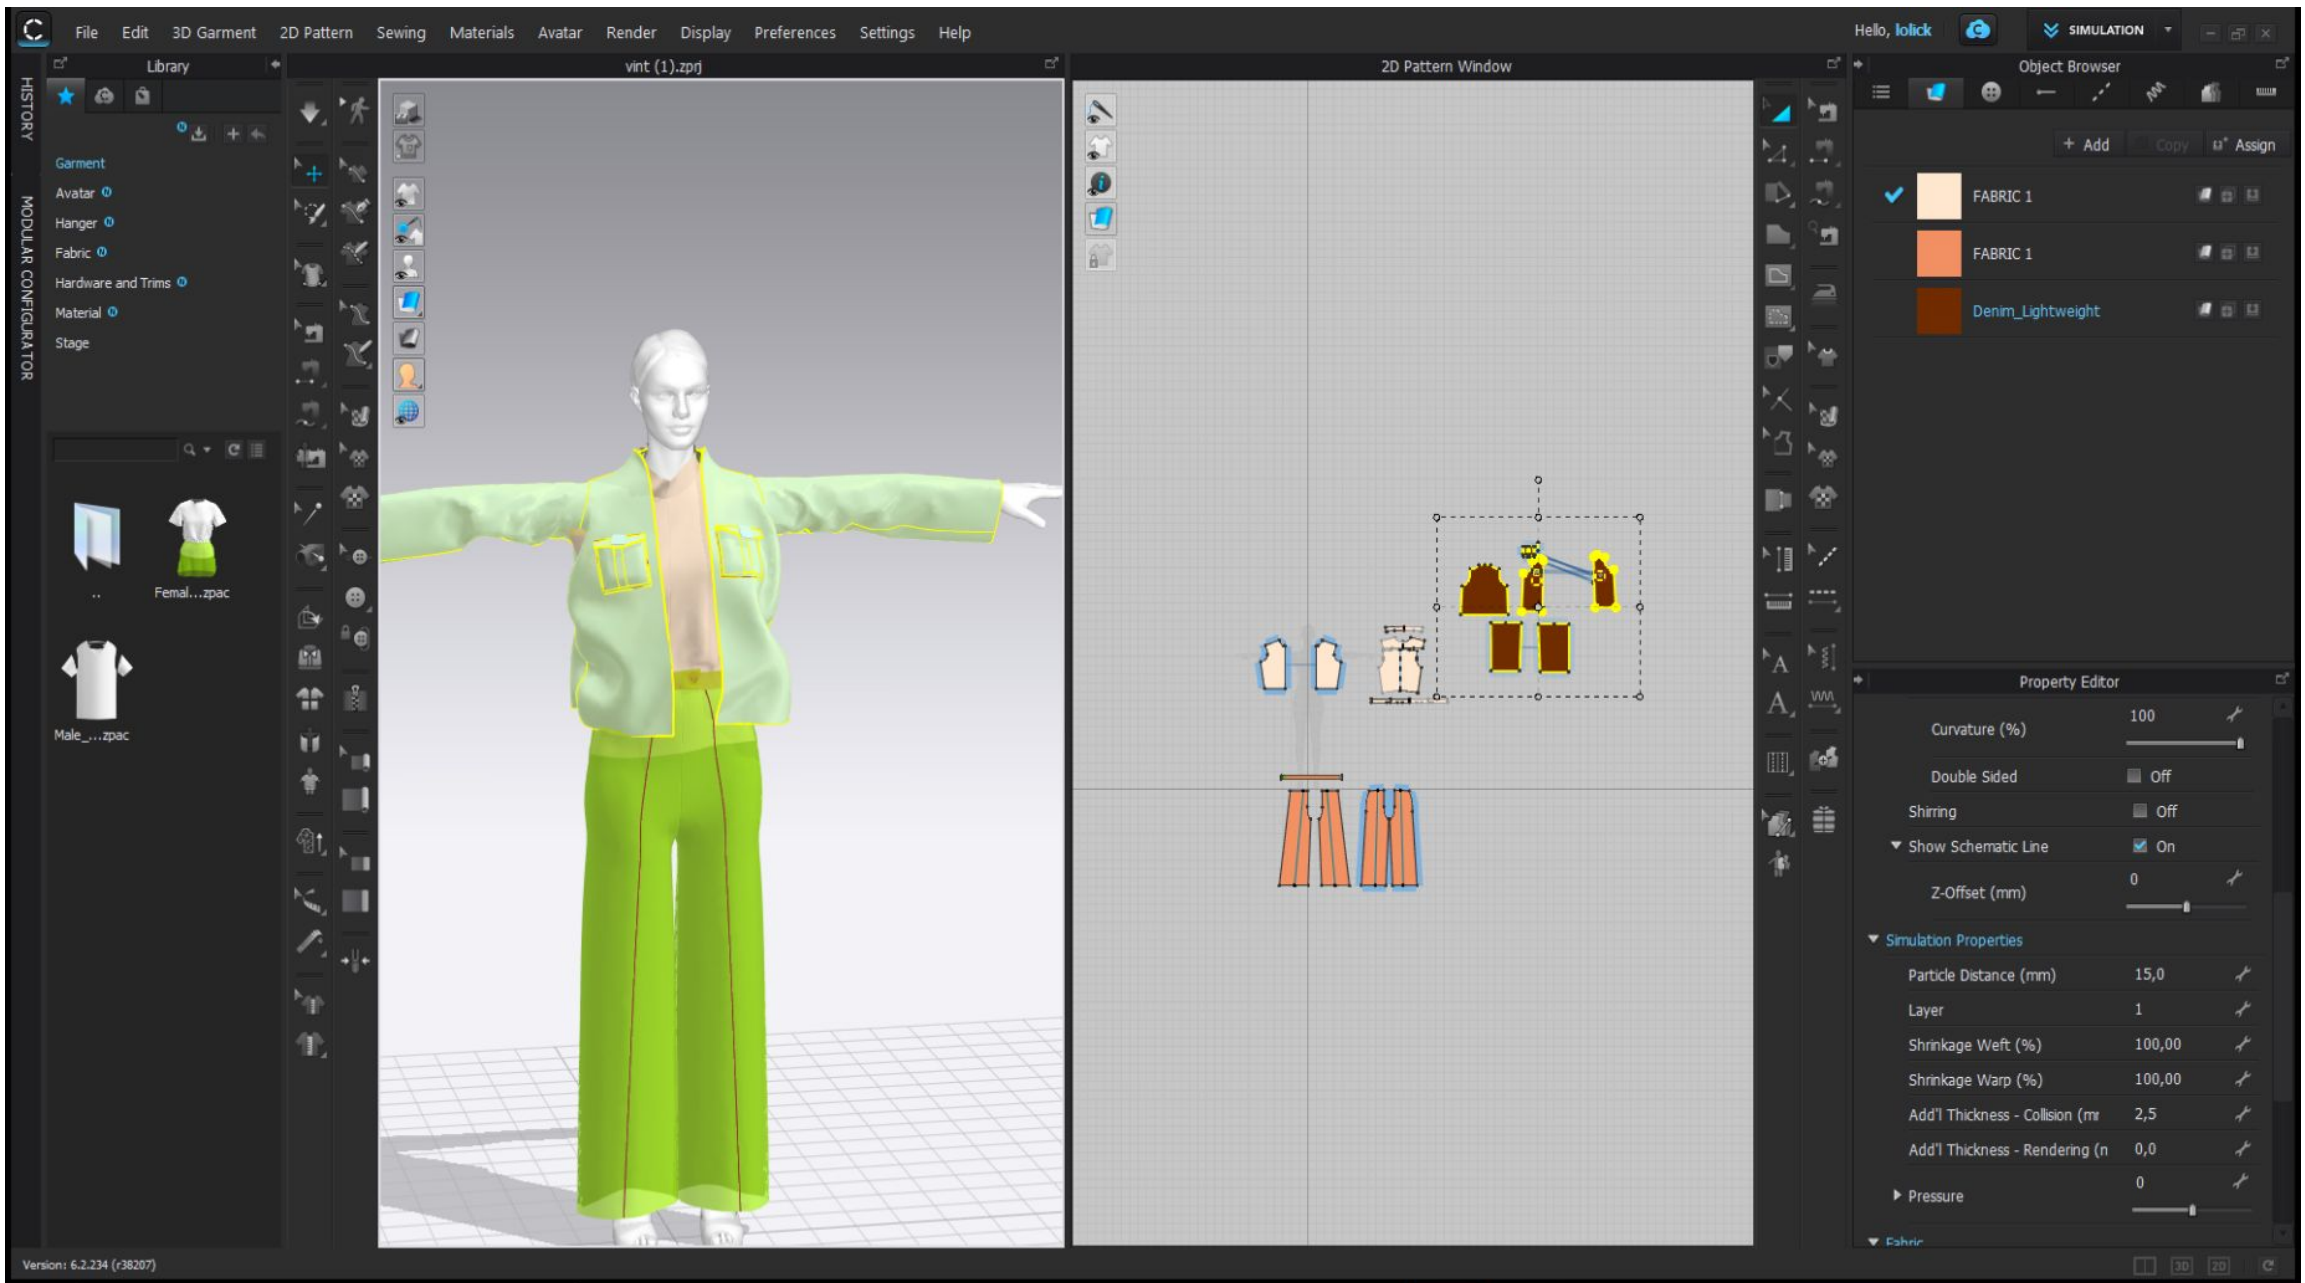 File Edit 3D Garment 2D Pattern Sewing Materials Avatar Render Display Preferences Settings Help
Hello, lolick
SIMULATION
HISTORY
MODULAR CONFIGURATOR
Library
Garment
Avatar
Hanger
Fabric
Hardware and Trims
Material
Stage
..
Femal...zpac
Male_...zpac
vint (1).zprj
2D Pattern Window
Object Browser
+ Add Copy Assign
FABRIC 1
FABRIC 1
Denim_Lightweight
Property Editor
Curvature (%) 100
Double Sided Off
Shirring Off
Show Schematic Line On
Z-Offset (mm) 0
Simulation Properties
Particle Distance (mm) 15,0
Layer 1
Shrinkage Weft (%) 100,00
Shrinkage Warp (%) 100,00
Add'l Thickness - Collision (mr 2,5
Add'l Thickness - Rendering (n 0,0
Pressure 0
Fabric
Version: 6.2.234 (r38207)
3D 2D